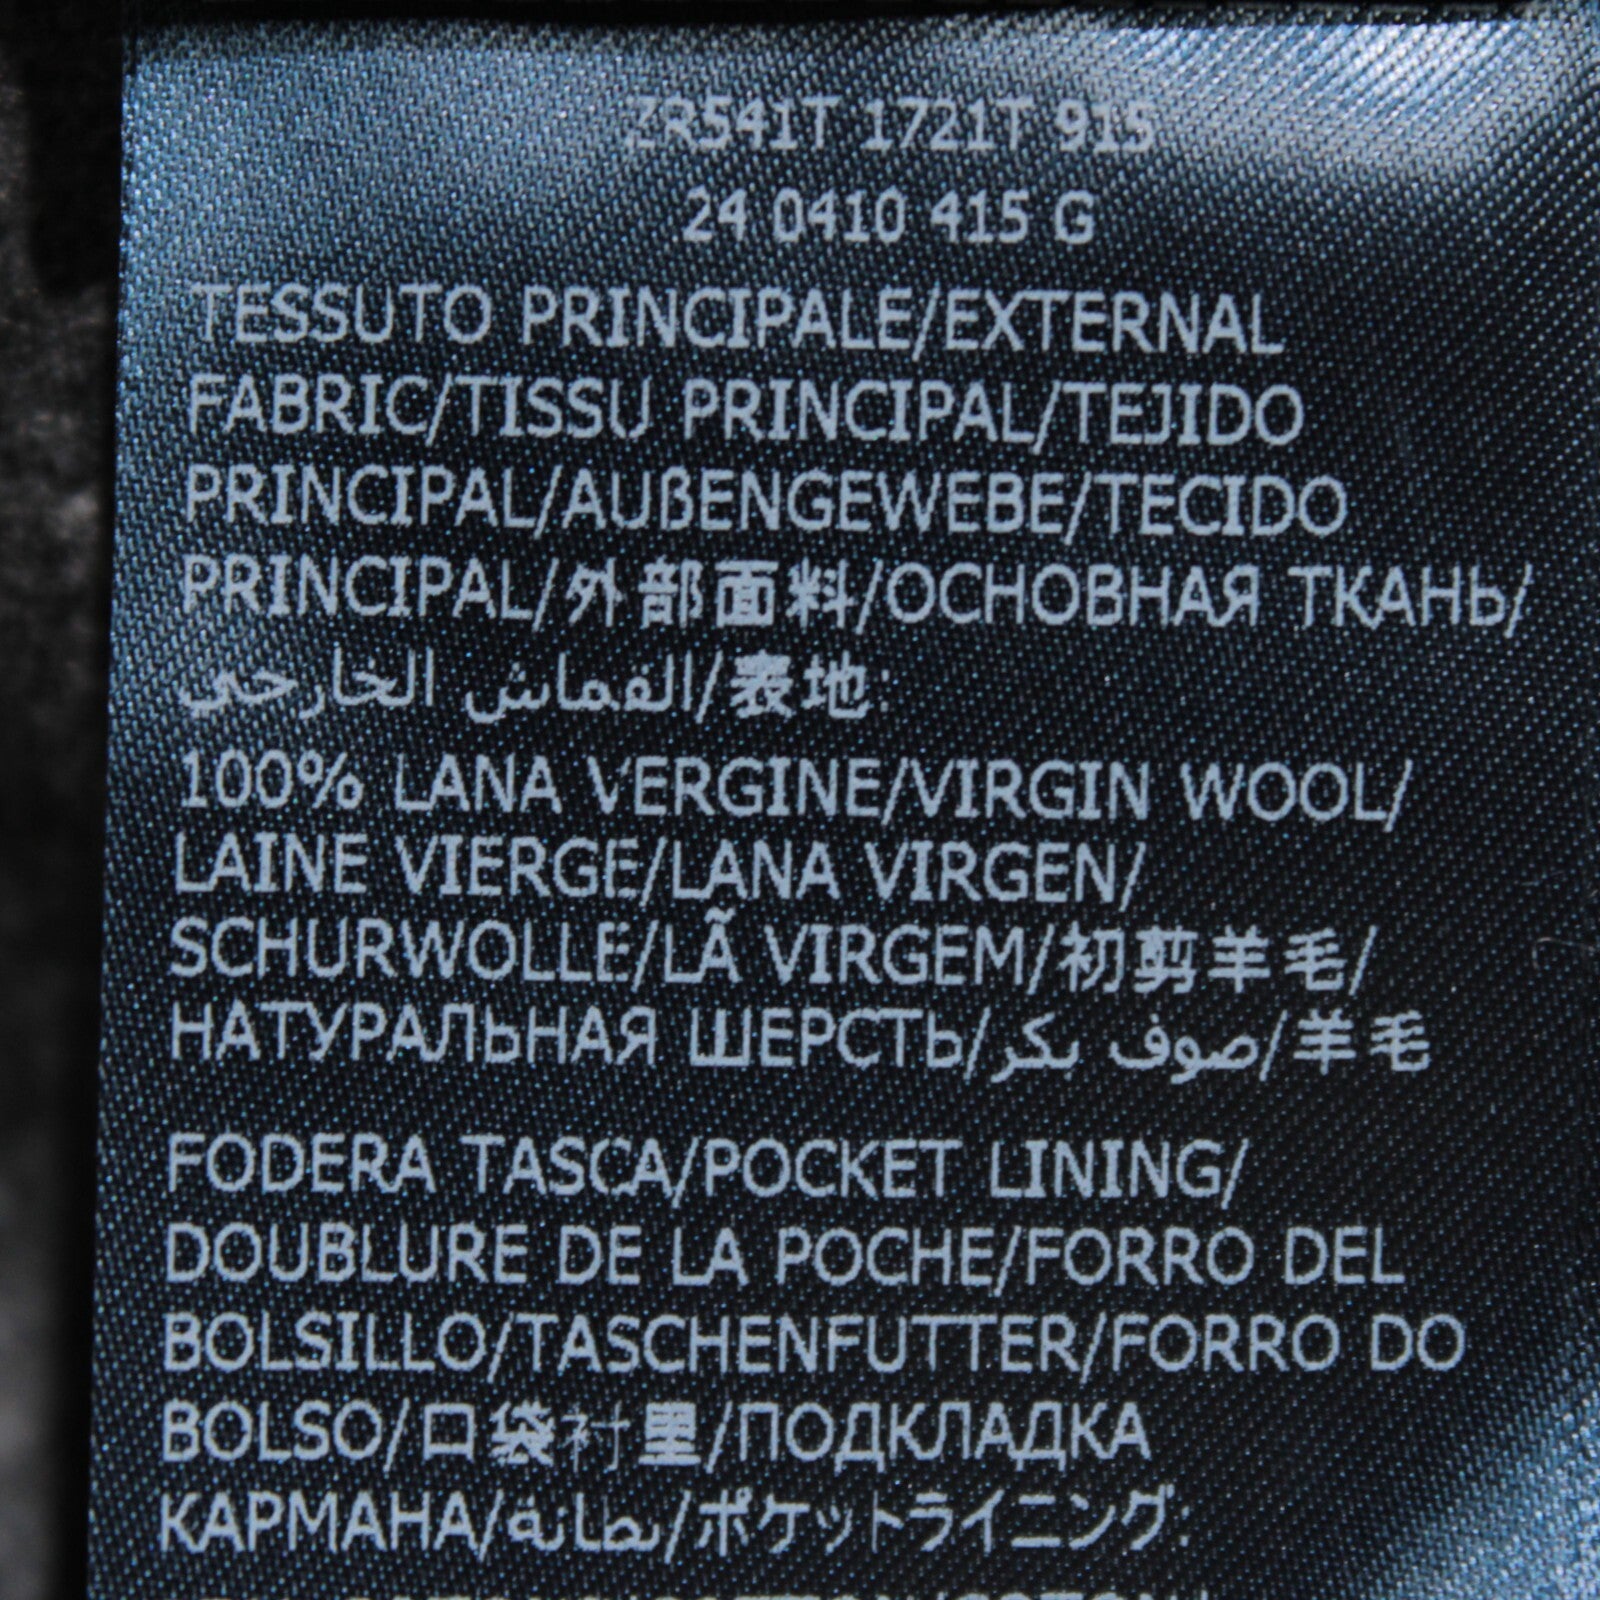 ZR541T 1721T 915
24 0410 415 G
TESSUTO PRINCIPALE/EXTERNAL
FABRIC/TISSU PRINCIPAL/TEJIDO
PRINCIPAL/AUßENGEWEBE/TECIDO
PRINCIPAL/外部面料/ОСНОВНАЯ ТКАНЬ/
القماش الخارجي/表地:
100% LANA VERGINE/VIRGIN WOOL/
LAINE VIERGE/LANA VIRGEN/
SCHURWOLLE/LÃ VIRGEM/初剪羊毛/
НАТУРАЛЬНАЯ ШЕРСТЬ/صوف بكر/羊毛
FODERA TASCA/POCKET LINING/
DOUBLURE DE LA POCHE/FORRO DEL
BOLSILLO/TASCHENFUTTER/FORRO DO
BOLSO/口袋衬里/ПОДКЛАДКА
КАРМАНА/بطانة/ポケットライニング: